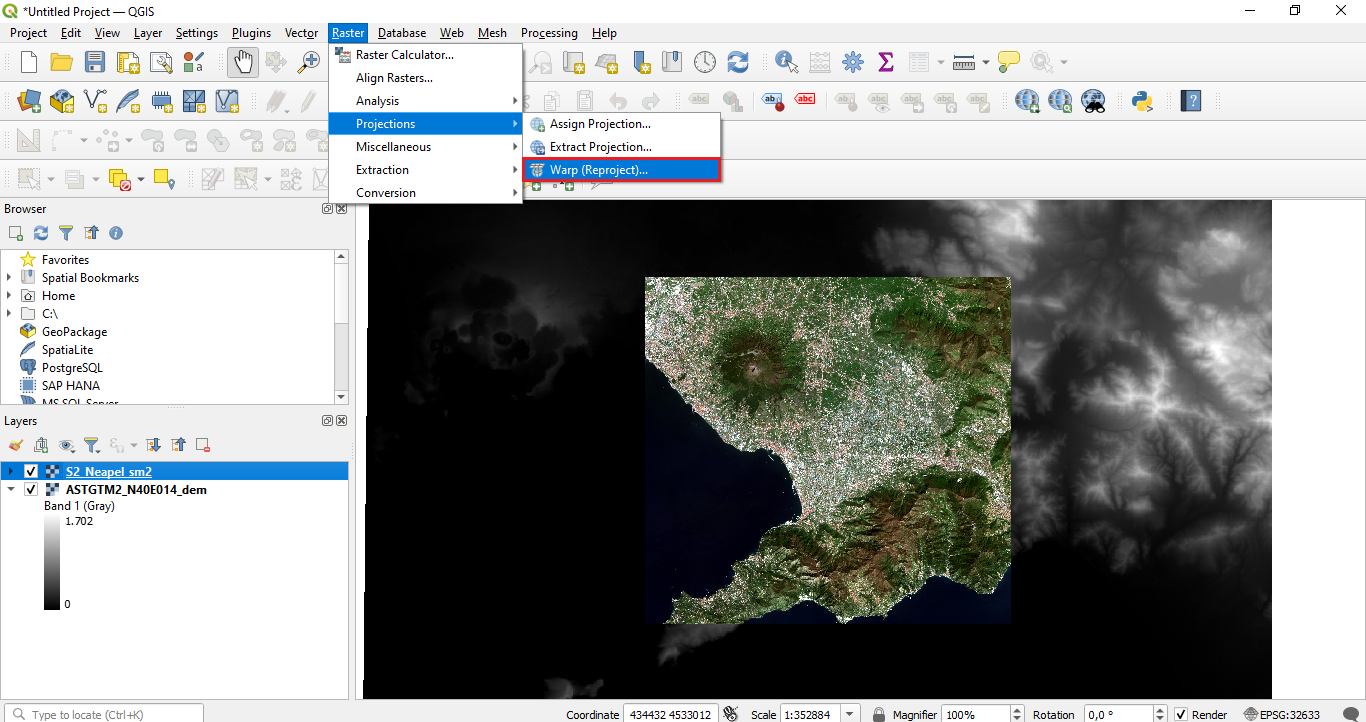 *Untitled Project — QGIS
Project Edit View Layer Settings Plugins Vector Raster Database Web Mesh Processing Help
Raster Calculator...
Align Rasters...
Analysis
Projections
Miscellaneous
Extraction
Conversion
Assign Projection...
Extract Projection...
Warp (Reproject)...
abc abc abc
Browser
Favorites
Spatial Bookmarks
Home
C:\
GeoPackage
SpatiaLite
PostgreSQL
SAP HANA
MS SQL Server
Layers
S2_Neapel_sm2
ASTGTM2_N40E014_dem
Band 1 (Gray)
1.702
0
Type to locate (Ctrl+K)
Coordinate 434432 4533012 Scale 1:352884 Magnifier 100% Rotation 0,0 ° Render EPSG:32633